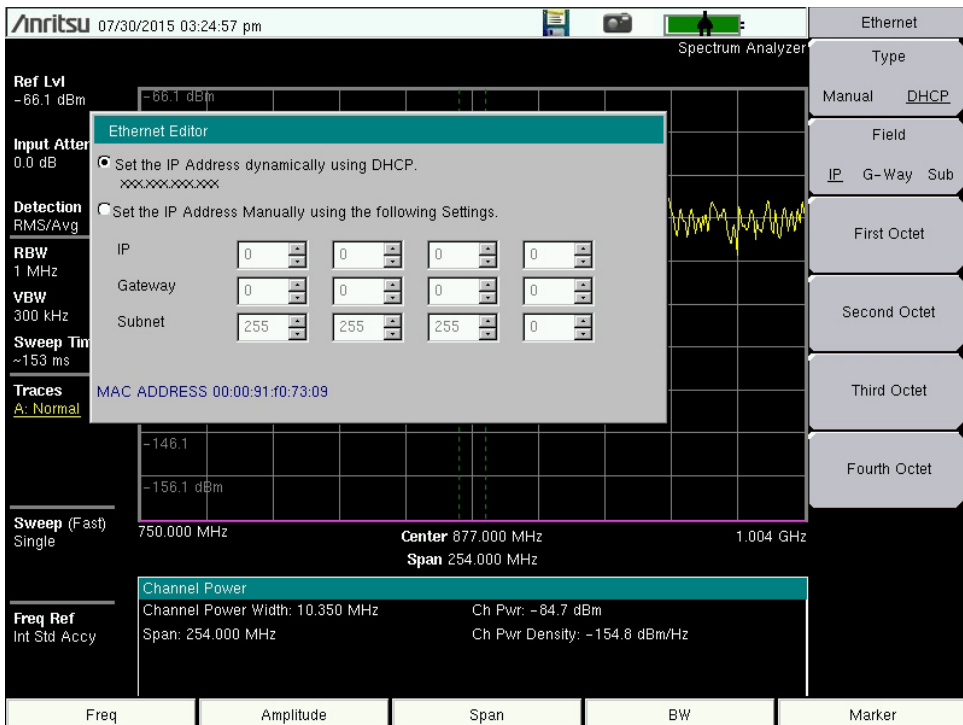 Anritsu 07/30/2015 03:24:57 pm
Spectrum Analyzer
Ref Lvl
-66.1 dBm
Input Atten
0.0 dB
Detection
RMS/Avg
RBW
1 MHz
VBW
300 kHz
Sweep Tim
~153 ms
Traces
A: Normal
Sweep (Fast)
Single
Freq Ref
Int Std Accy
-66.1 dBm
Ethernet Editor
Set the IP Address dynamically using DHCP.
xxx.xxx.xxx.xxx
Set the IP Address Manually using the following Settings.
IP 0 0 0 0
Gateway 0 0 0 0
Subnet 255 255 255 0
MAC ADDRESS 00:00:91:f0:73:09
-146.1
-156.1 dBm
750.000 MHz
Center 877.000 MHz
1.004 GHz
Span 254.000 MHz
Channel Power
Channel Power Width: 10.350 MHz
Ch Pwr: -84.7 dBm
Span: 254.000 MHz
Ch Pwr Density: -154.8 dBm/Hz
Ethernet
Type
Manual DHCP
Field
IP G-Way Sub
First Octet
Second Octet
Third Octet
Fourth Octet
Freq
Amplitude
Span
BW
Marker